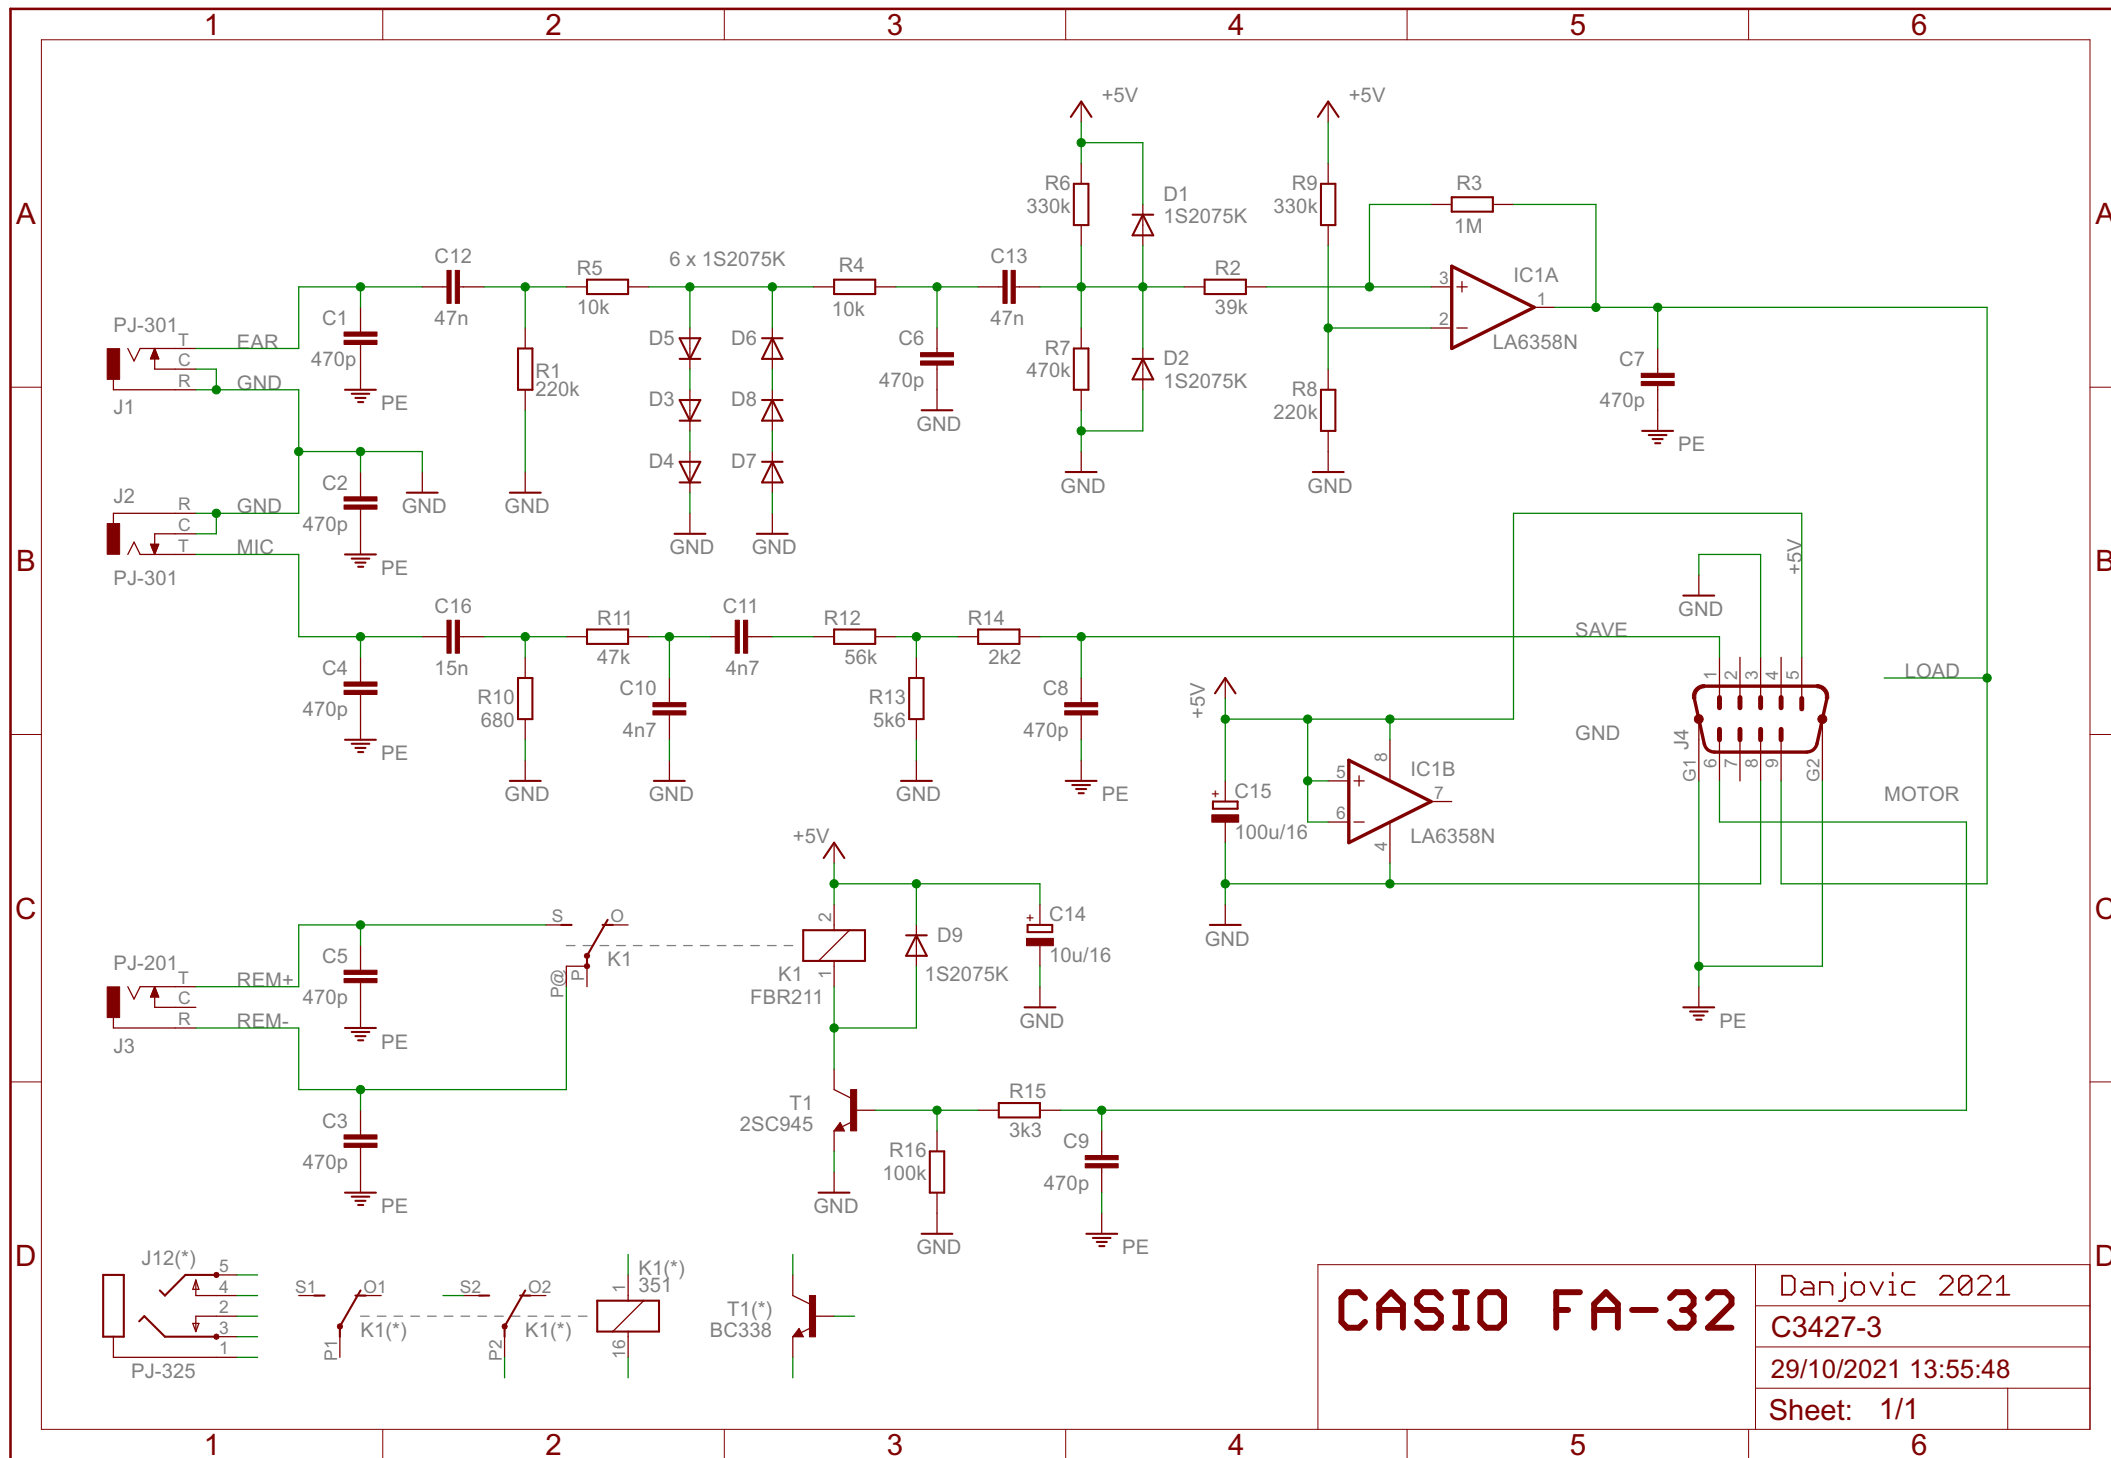 1 2 3 4 5 6
A A
B B
C C
D D
+5V
+5V
R6
330k
D1
1S2075K
R9
330k
R3
1M
C12
47n
R5
10k
6 x 1S2075K
R4
10k
C13
47n
R2
39k
3
2
1
IC1A
LA6358N
PJ-301
T
C
R
EAR
GND
J1
C1
470p
PE
R1
220k
GND
D5
D3
D4
GND
D6
D8
D7
GND
C6
470p
GND
R7
470k
D2
1S2075K
GND
R8
220k
GND
C7
470p
PE
J2
R
C
T
GND
MIC
PJ-301
C2
470p
PE
GND
C16
15n
R11
47k
C11
4n7
R12
56k
R14
2k2
SAVE
C4
470p
PE
R10
680
GND
C10
4n7
GND
R13
5k6
GND
C8
470p
PE
+5V
C15
+
100u/16
GND
5
6
8
4
7
IC1B
LA6358N
GND
+5V
1 2 3 4 5
J4
G1 6 7 8 9 G2
GND
LOAD
MOTOR
PE
PJ-201
T
C
R
REM+
REM-
J3
C5
470p
PE
C3
470p
PE
S
O
P@
P
K1
+5V
2
1
K1
FBR211
D9
1S2075K
+
C14
10u/16
GND
T1
2SC945
GND
R16
100k
GND
R15
3k3
C9
470p
PE
J12(*)
5
4
2
3
1
PJ-325
S1
O1
P1
K1(*)
S2
O2
P2
K1(*)
K1(*)
351
1
16
T1(*)
BC338
CASIO FA-32
Danjovic 2021
C3427-3
29/10/2021 13:55:48
Sheet: 1/1
1 2 3 4 5 6